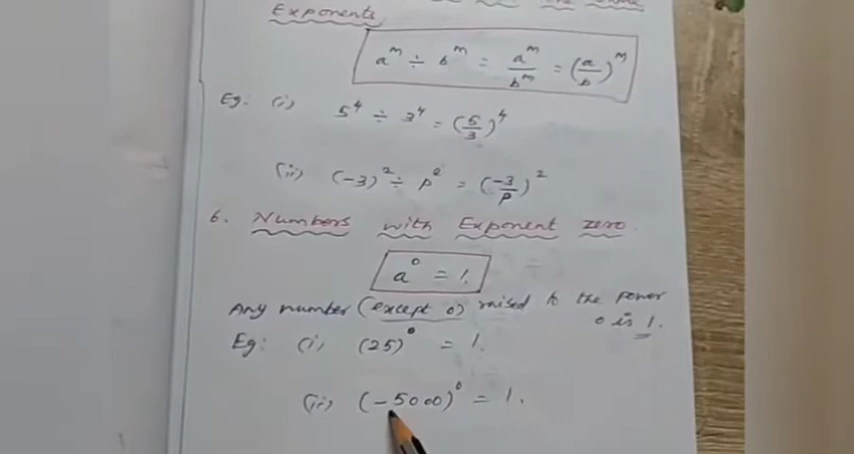 Exponents
a^m ÷ b^m = a^m/b^m = (a/b)^m
Eg: (i) 5^4 ÷ 3^4 = (5/3)^4
(ii) (-3)^2 ÷ p^2 = (-3/p)^2
6. Numbers with Exponent zero.
a^0 = 1.
Any number (except 0) raised to the power
0 is 1.
Eg: (i) (25)^0 = 1.
(ii) (-5000)^0 = 1.